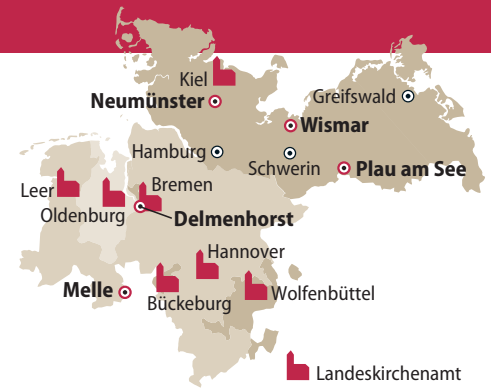 Kiel
Neumünster
Greifswald
Wismar
Hamburg
Schwerin
Plau am See
Leer
Bremen
Oldenburg
Delmenhorst
Hannover
Melle
Bückeburg
Wolfenbüttel
Landeskirchenamt